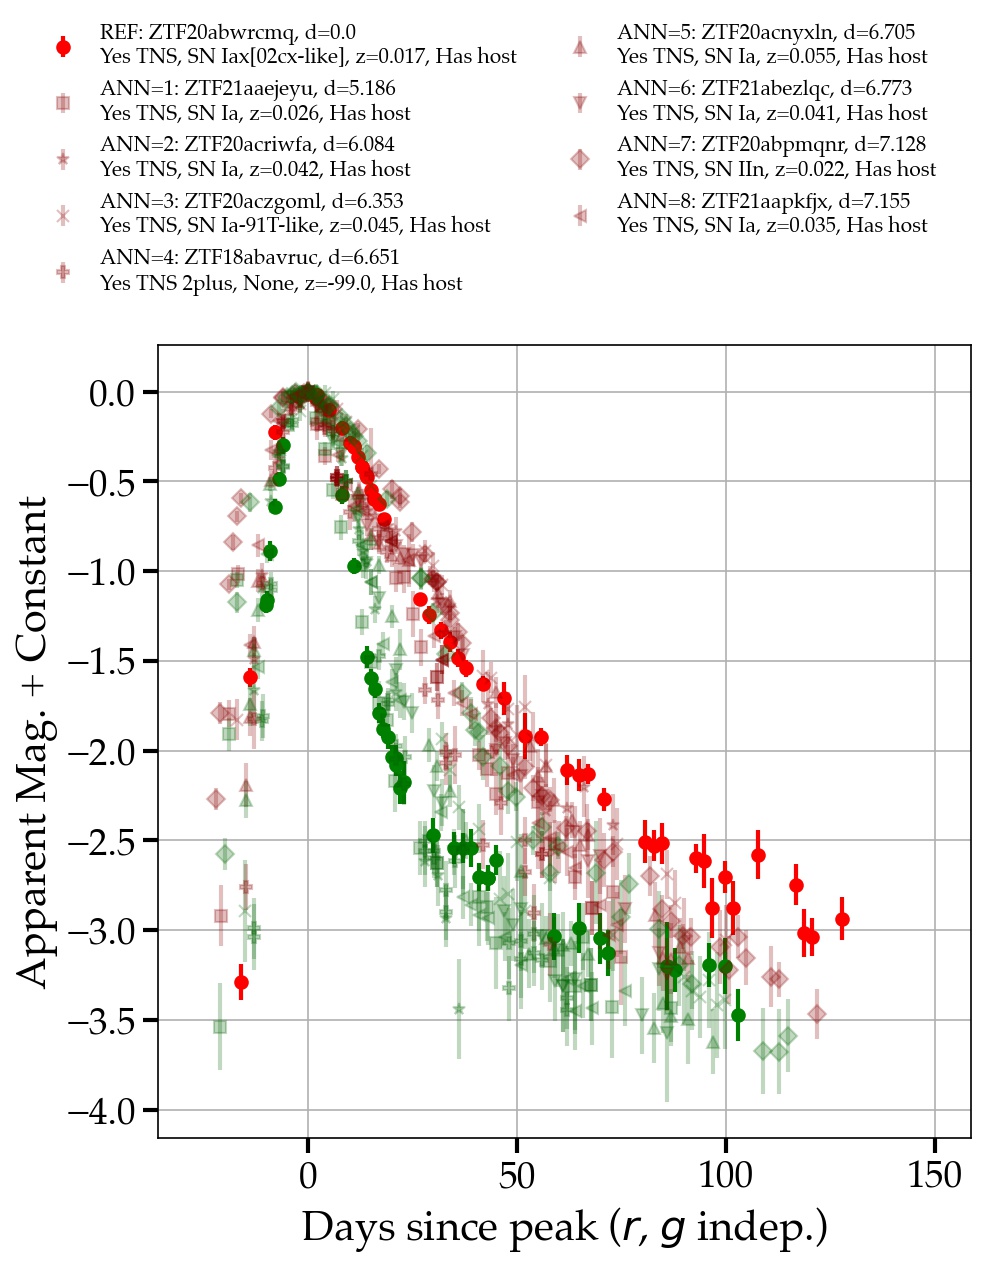 REF: ZTF20abwrcmq, d=0.0
Yes TNS, SN Iax[02cx-like], z=0.017, Has host
ANN=1: ZTF21aaejeyu, d=5.186
Yes TNS, SN Ia, z=0.026, Has host
ANN=2: ZTF20acriwfa, d=6.084
Yes TNS, SN Ia, z=0.042, Has host
ANN=3: ZTF20aczgoml, d=6.353
Yes TNS, SN Ia-91T-like, z=0.045, Has host
ANN=4: ZTF18abavruc, d=6.651
Yes TNS 2plus, None, z=-99.0, Has host
ANN=5: ZTF20acnyxln, d=6.705
Yes TNS, SN Ia, z=0.055, Has host
ANN=6: ZTF21abezlqc, d=6.773
Yes TNS, SN Ia, z=0.041, Has host
ANN=7: ZTF20abpmqnr, d=7.128
Yes TNS, SN IIn, z=0.022, Has host
ANN=8: ZTF21aapkfjx, d=7.155
Yes TNS, SN Ia, z=0.035, Has host
Apparent Mag. + Constant
0.0
−0.5
−1.0
−1.5
−2.0
−2.5
−3.0
−3.5
−4.0
0
50
100
150
Days since peak (r, g indep.)